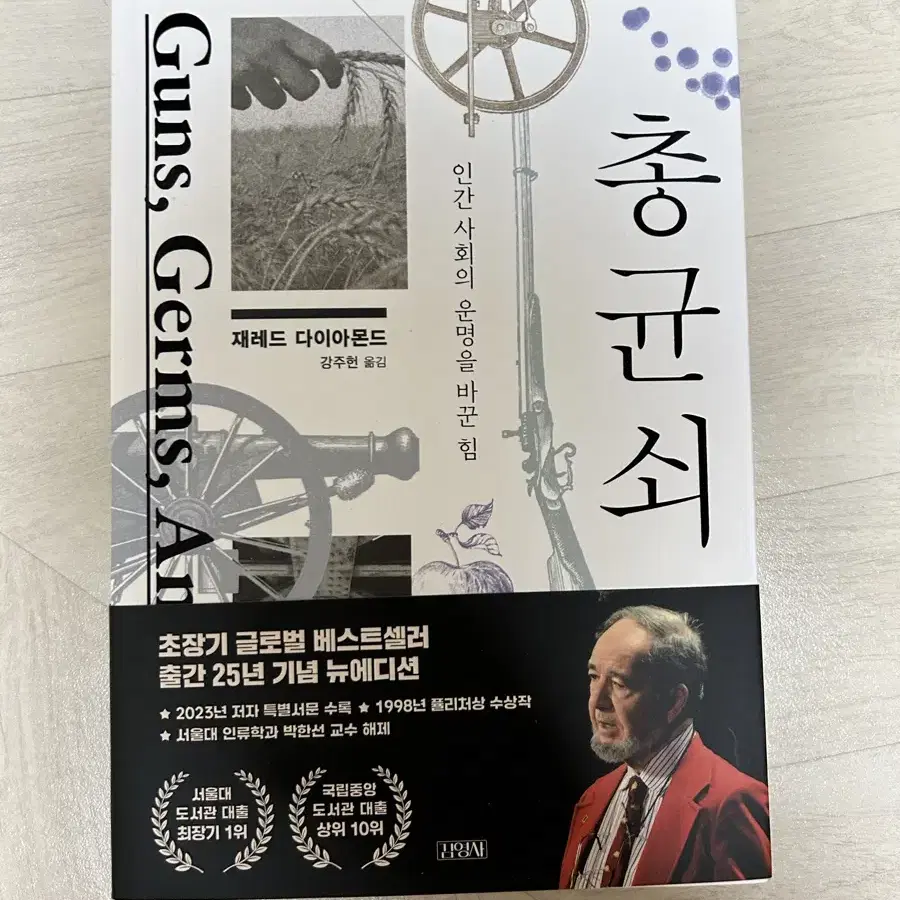 총 균 쇠
인간 사회의 운명을 바꾼 힘
Guns, Germs, An
재레드 다이아몬드
강주헌 옮김
초장기 글로벌 베스트셀러
출간 25년 기념 뉴에디션
★ 2023년 저자 특별서문 수록 ★ 1998년 퓰리처상 수상작
★ 서울대 인류학과 박한선 교수 해제
서울대
도서관 대출
최장기 1위
국립중앙
도서관 대출
상위 10위
김영사